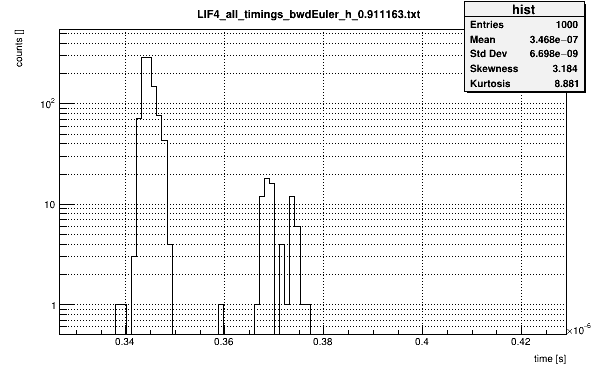 LIF4_all_timings_bwdEuler_h_0.911163.txt
hist
Entries 1000
Mean 3.468e−07
Std Dev 6.698e−09
Skewness 3.184
Kurtosis 8.881
counts []
10²
10
1
0.34 0.36 0.38 0.4 0.42
×10⁻⁶
time [s]